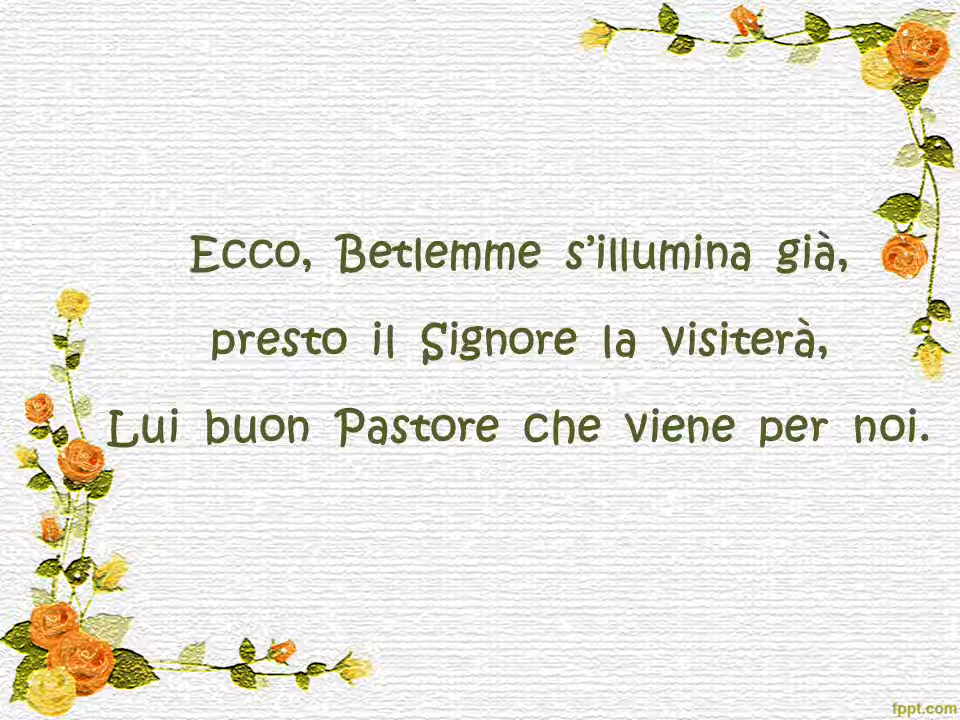 Ecco, Betlemme s’illumina già,
presto il Signore la visiterà,
Lui buon Pastore che viene per noi.
fppt.com